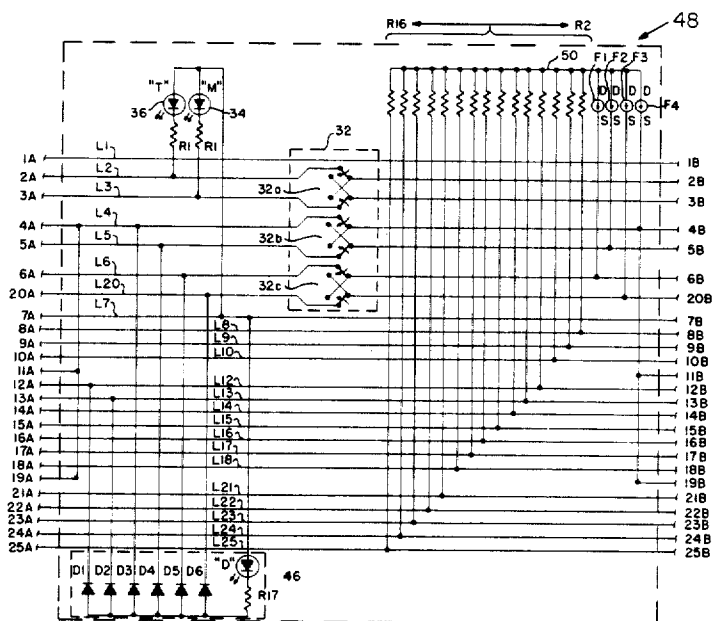 R16 R2
48
50 F1 F2 F3
"T" "M"
D D D D
36 34 F4
S S S S
R1 R1
32
1A L1 1B
2A L2 2B
32a
3A L3 3B
4A L4 4B
32b
5A L5 5B
6A L6 6B
32c
20A L20 20B
7A L7 7B
8A L8 8B
9A L9 9B
10A L10 10B
11A 11B
12A L12 12B
13A L13 13B
14A L14 14B
15A L15 15B
16A L16 16B
17A L17 17B
18A L18 18B
19A 19B
21A L21 21B
22A L22 22B
23A L23 23B
24A L24 24B
25A L25 25B
D1 D2 D3 D4 D5 D6 "D" 46
R17